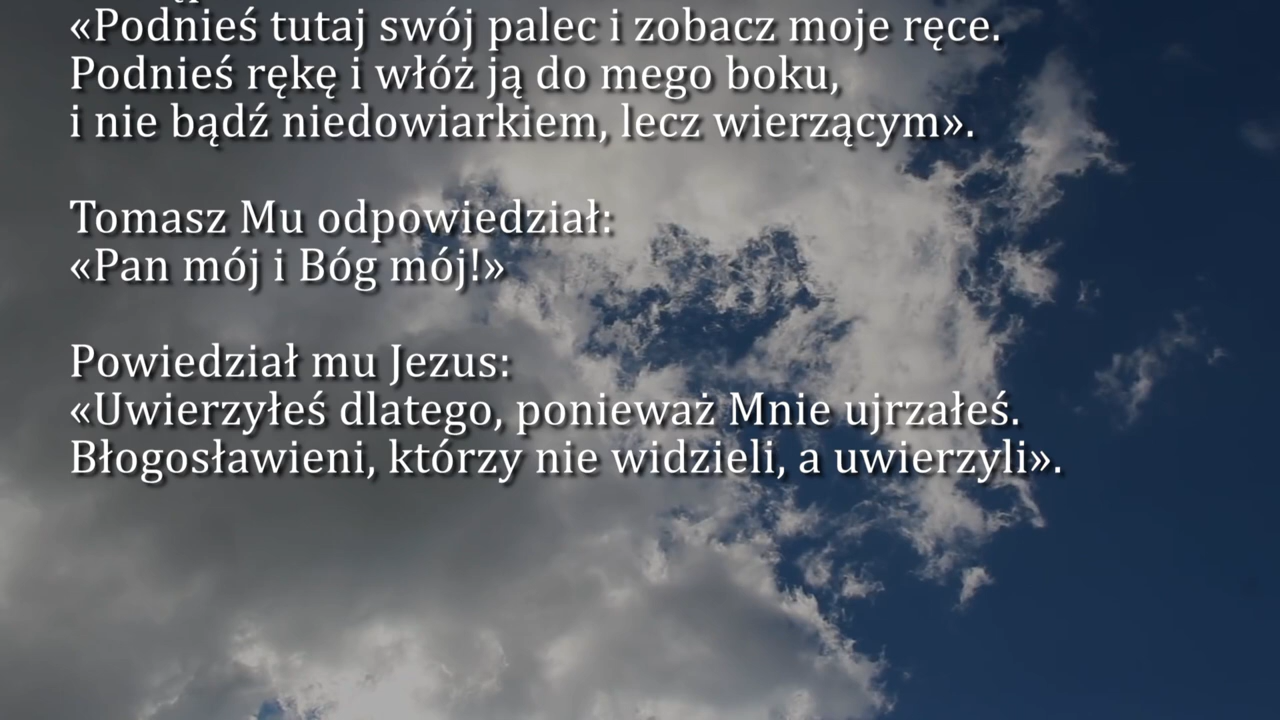 «Podnieś tutaj swój palec i zobacz moje ręce.
Podnieś rękę i włóż ją do mego boku,
i nie bądź niedowiarkiem, lecz wierzącym».
Tomasz Mu odpowiedział:
«Pan mój i Bóg mój!»
Powiedział mu Jezus:
«Uwierzyłeś dlatego, ponieważ Mnie ujrzałeś.
Błogosławieni, którzy nie widzieli, a uwierzyli».